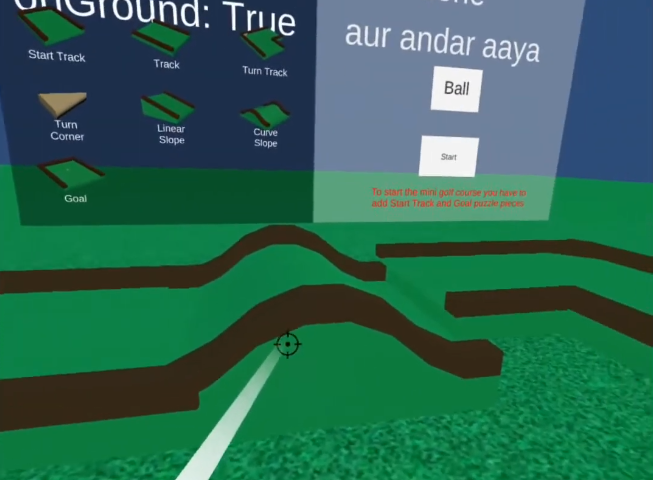 onGround: True
Start Track
Track
Turn Track
Turn
Corner
Linear
Slope
Curve
Slope
Goal
aur andar aaya
Ball
Start
To start the mini golf course you have to
add Start Track and Goal puzzle pieces